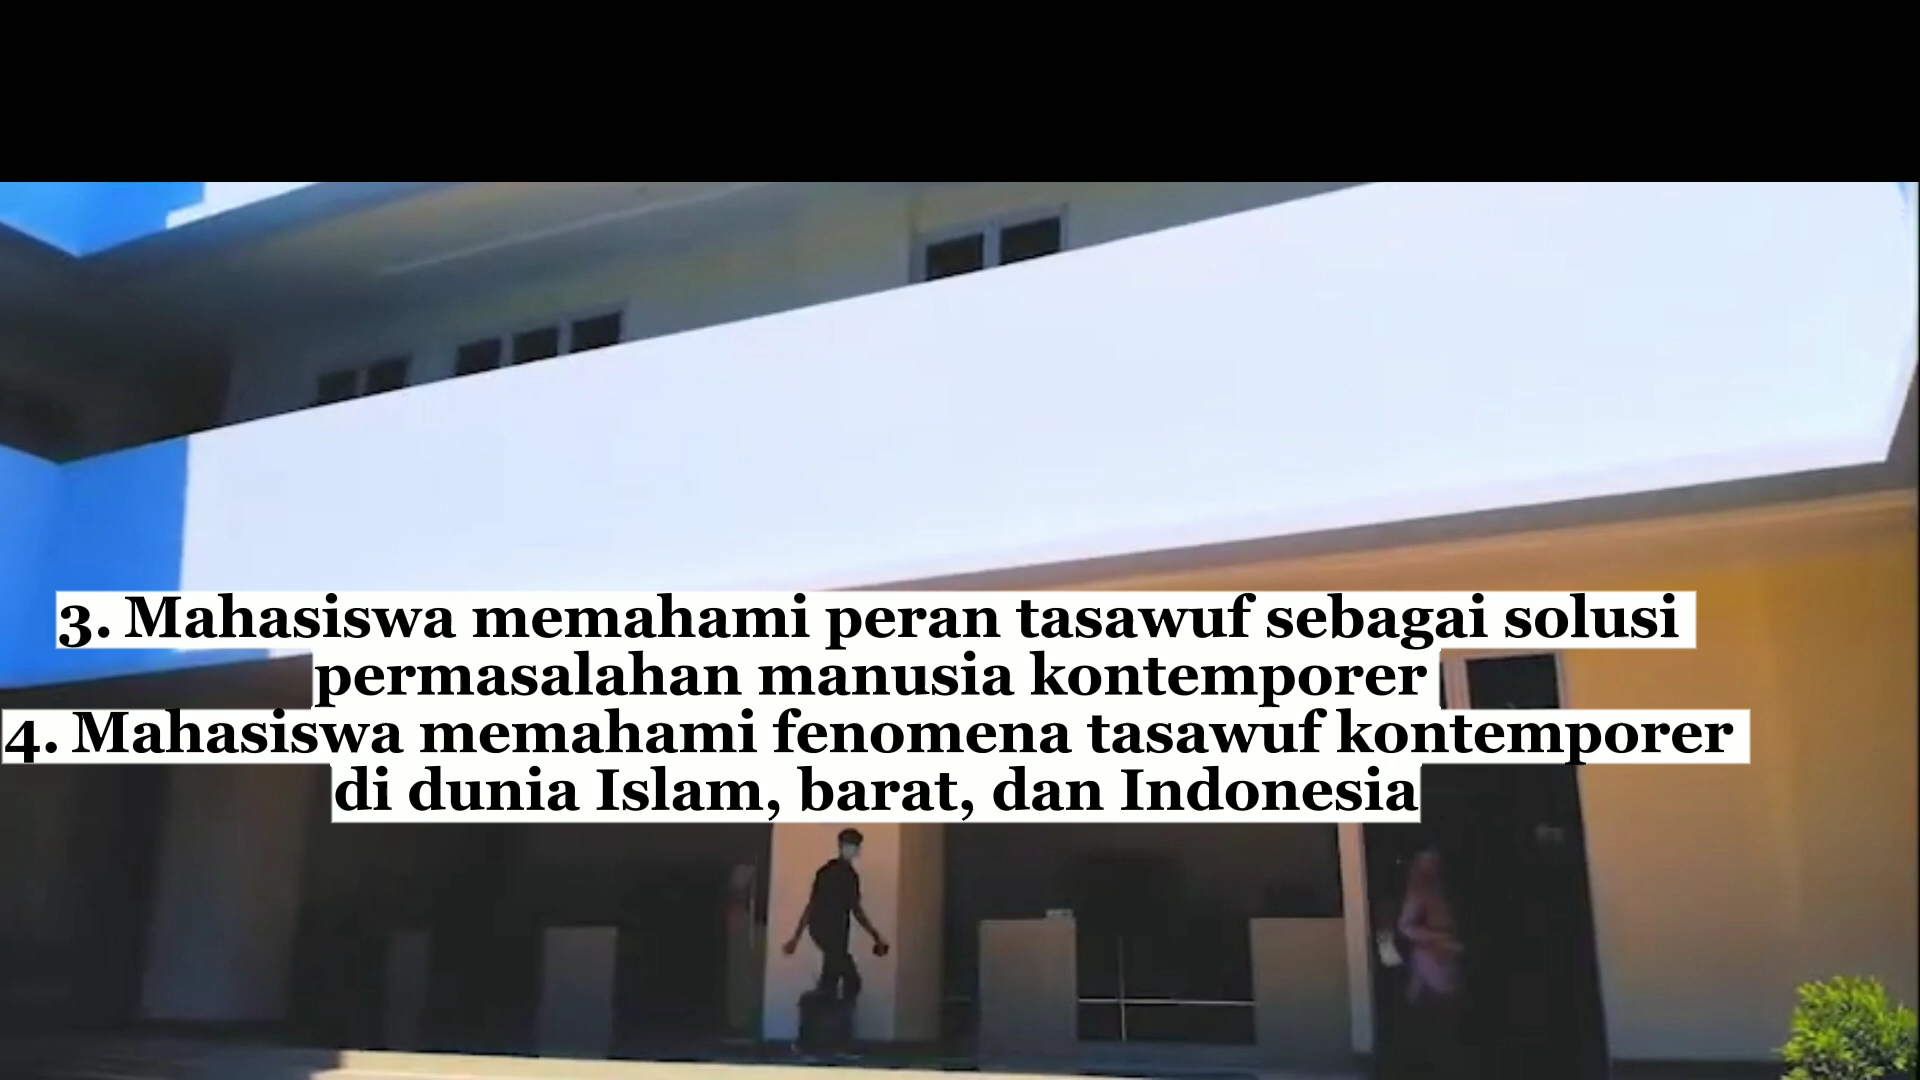 3. Mahasiswa memahami peran tasawuf sebagai solusi
permasalahan manusia kontemporer
4. Mahasiswa memahami fenomena tasawuf kontemporer
di dunia Islam, barat, dan Indonesia